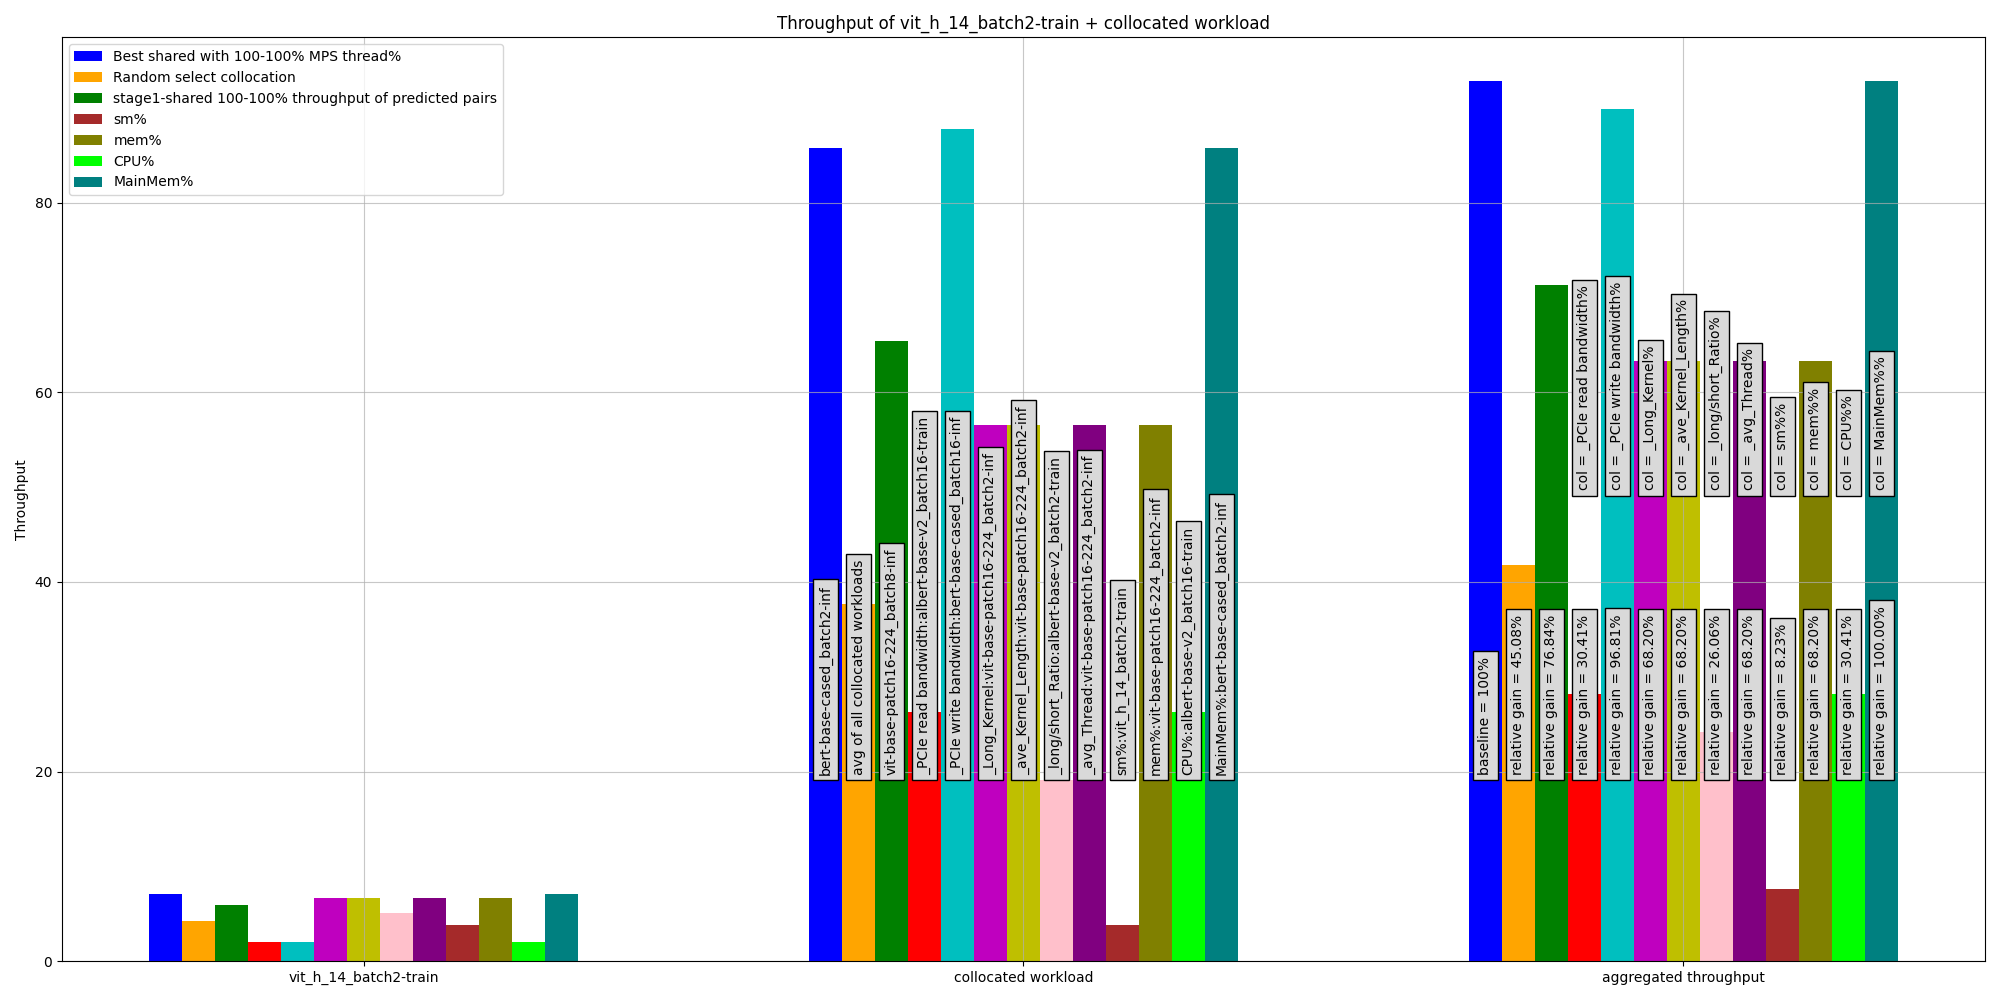 Throughput of vit_h_14_batch2-train + collocated workload
Best shared with 100-100% MPS thread%
Random select collocation
stage1-shared 100-100% throughput of predicted pairs
sm%
mem%
CPU%
MainMem%
Throughput
80
60
40
20
0
bert-base-cased_batch2-inf
avg of all collocated workloads
vit-base-patch16-224_batch8-inf
_PCIe read bandwidth:albert-base-v2_batch16-train
_PCIe write bandwidth:bert-base-cased_batch16-inf
_Long_Kernel:vit-base-patch16-224_batch2-inf
_ave_Kernel_Length:vit-base-patch16-224_batch2-inf
_long/short_Ratio:albert-base-v2_batch2-train
_avg_Thread:vit-base-patch16-224_batch2-inf
sm%:vit_h_14_batch2-train
mem%:vit-base-patch16-224_batch2-inf
CPU%:albert-base-v2_batch16-train
MainMem%:bert-base-cased_batch2-inf
col = _PCIe read bandwidth%
col = _PCIe write bandwidth%
col = _Long_Kernel%
col = _ave_Kernel_Length%
col = _long/short_Ratio%
col = _avg_Thread%
col = sm%%
col = mem%%
col = CPU%%
col = MainMem%%
baseline = 100%
relative gain = 45.08%
relative gain = 76.84%
relative gain = 30.41%
relative gain = 96.81%
relative gain = 68.20%
relative gain = 68.20%
relative gain = 26.06%
relative gain = 68.20%
relative gain = 8.23%
relative gain = 68.20%
relative gain = 30.41%
relative gain = 100.00%
vit_h_14_batch2-train
collocated workload
aggregated throughput